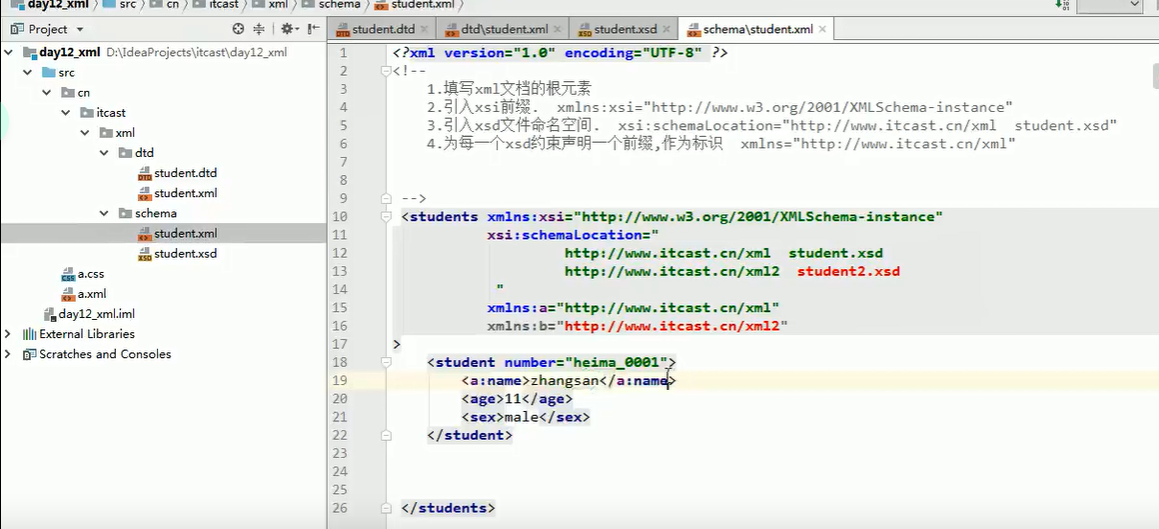 day12_xml src cn itcast xml schema student.xml
Project
student.dtd dtd\student.xml student.xsd schema\student.xml
day12_xml D:\IdeaProjects\itcast\day12_xml
src
cn
itcast
xml
dtd
student.dtd
student.xml
schema
student.xml
student.xsd
a.css
a.xml
day12_xml.iml
External Libraries
Scratches and Consoles
1 <?xml version="1.0" encoding="UTF-8" ?>
2 <!--
3 1.填写xml文档的根元素
4 2.引入xsi前缀. xmlns:xsi="http://www.w3.org/2001/XMLSchema-instance"
5 3.引入xsd文件命名空间. xsi:schemaLocation="http://www.itcast.cn/xml student.xsd"
6 4.为每一个xsd约束声明一个前缀,作为标识 xmlns="http://www.itcast.cn/xml"
7
8
9 -->
10 <students xmlns:xsi="http://www.w3.org/2001/XMLSchema-instance"
11 xsi:schemaLocation="
12 http://www.itcast.cn/xml student.xsd
13 http://www.itcast.cn/xml2 student2.xsd
14 "
15 xmlns:a="http://www.itcast.cn/xml"
16 xmlns:b="http://www.itcast.cn/xml2"
17 >
18 <student number="heima_0001">
19 <a:name>zhangsan</a:name>
20 <age>11</age>
21 <sex>male</sex>
22 </student>
23
24
25
26 </students>